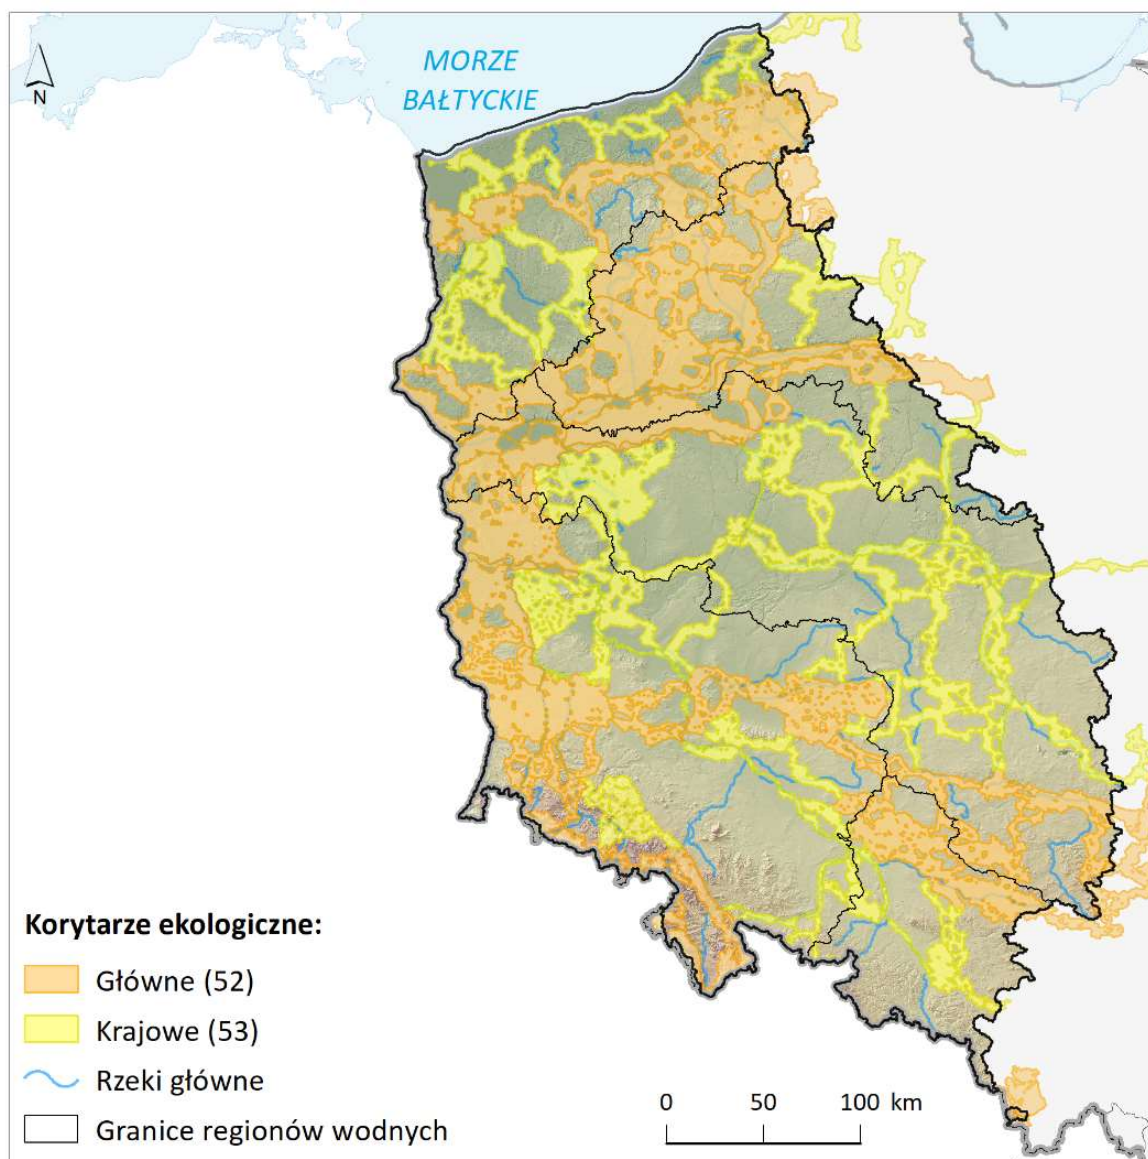 MORZE
BAŁTYCKIE
N
Korytarze ekologiczne:
Główne (52)
Krajowe (53)
Rzeki główne
Granice regionów wodnych
0 50 100 km